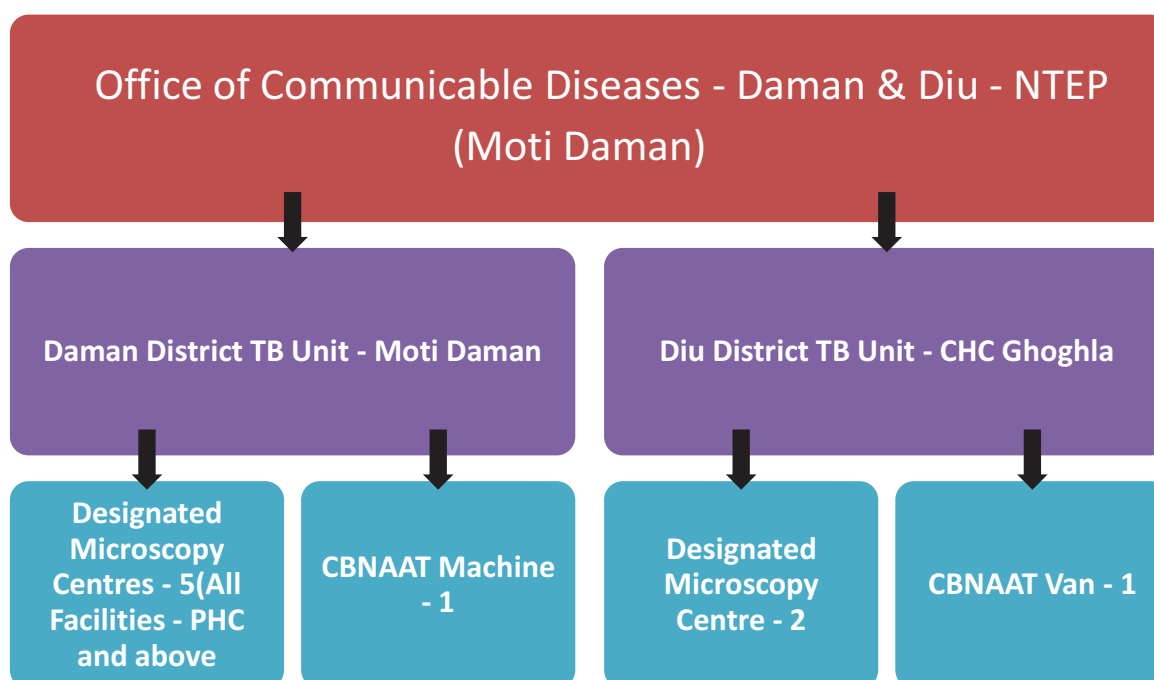 Office of Communicable Diseases - Daman & Diu - NTEP
(Moti Daman)
Daman District TB Unit - Moti Daman
Diu District TB Unit - CHC Ghoghla
Designated
Microscopy
Centres - 5(All
Facilities - PHC
and above
CBNAAT Machine
- 1
Designated
Microscopy
Centre - 2
CBNAAT Van - 1